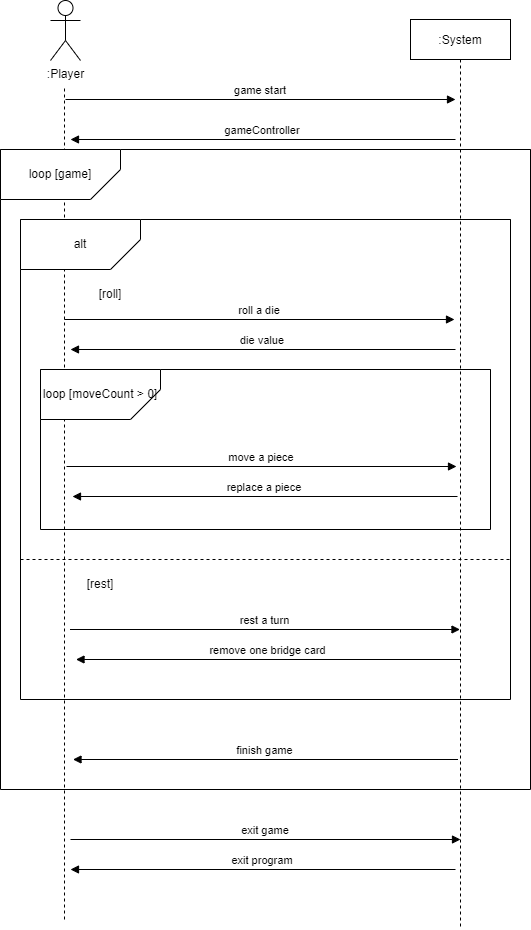 :Player
:System
game start
gameController
loop [game]
alt
[roll]
roll a die
die value
loop [moveCount > 0]
move a piece
replace a piece
[rest]
rest a turn
remove one bridge card
finish game
exit game
exit program